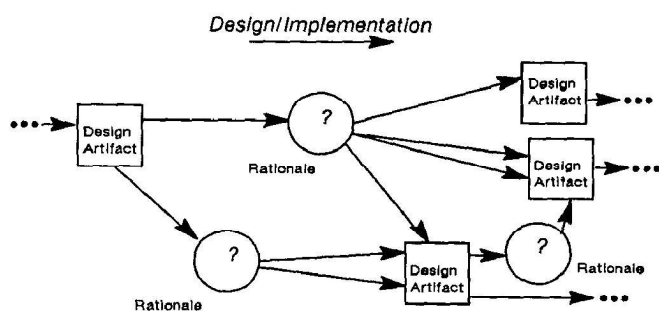 Design/Implementation
Design
Artifact
?
Design
Artifact
Rationale
Design
Artifact
?
Design
Artifact
?
Rationale
Rationale